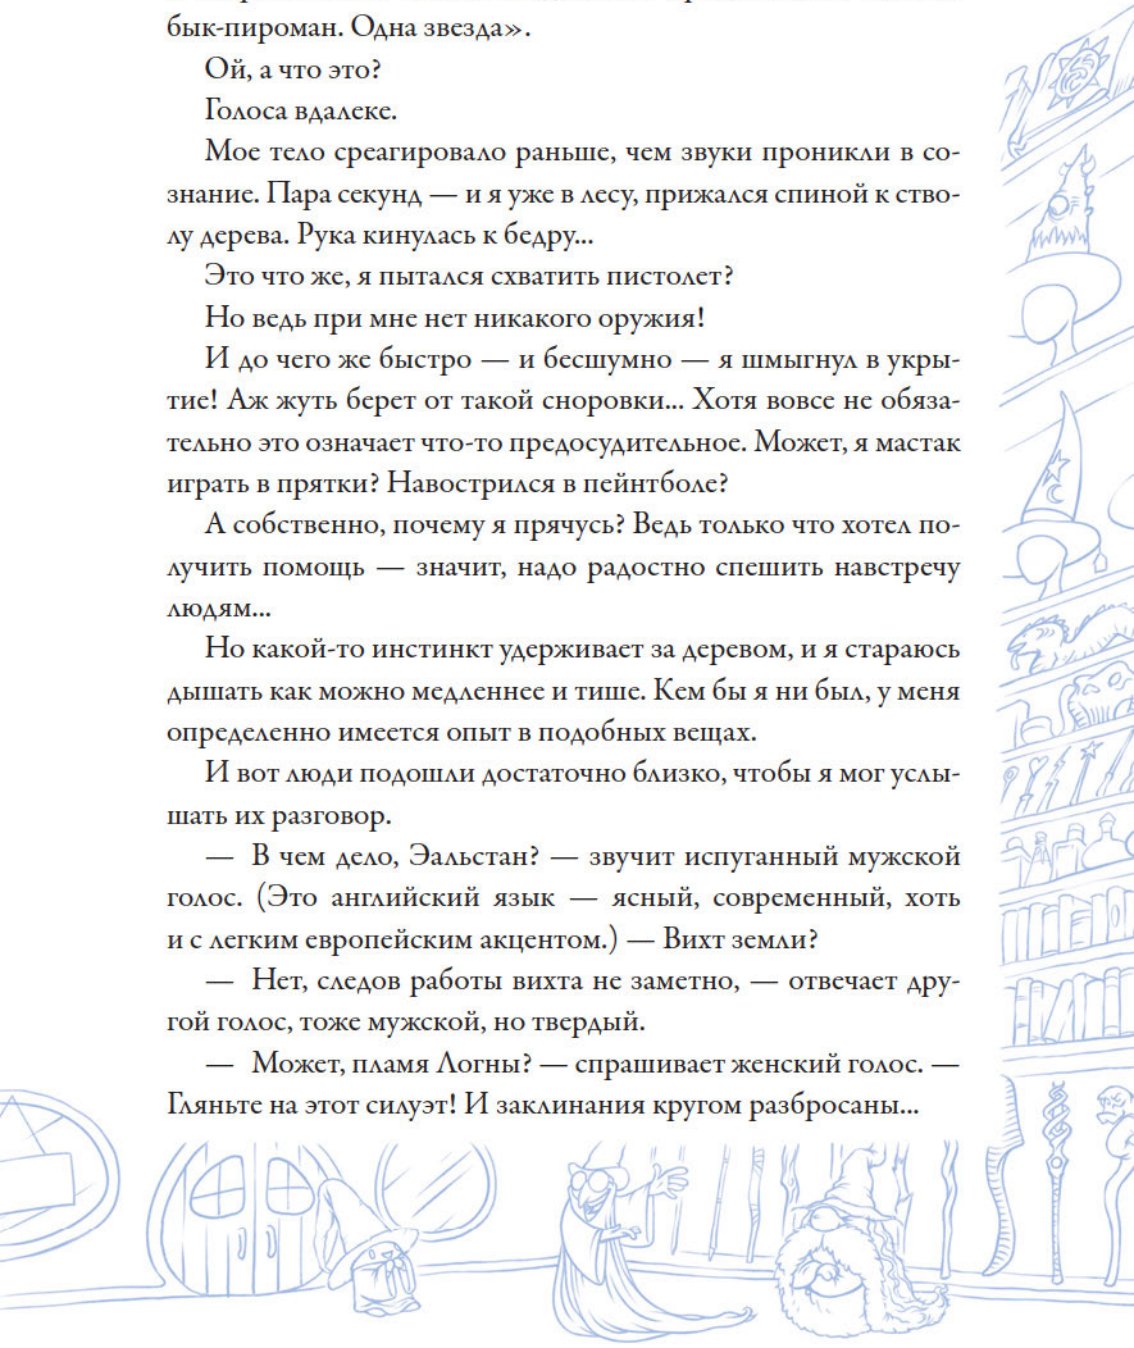 бык-пироман. Одна звезда».
Ой, а что это?
Голоса вдалеке.
Мое тело среагировало раньше, чем звуки проникли в со-
знание. Пара секунд — и я уже в лесу, прижался спиной к ство-
лу дерева. Рука кинулась к бедру...
Это что же, я пытался схватить пистолет?
Но ведь при мне нет никакого оружия!
И до чего же быстро — и бесшумно — я шмыгнул в укры-
тие! Аж жуть берет от такой сноровки... Хотя вовсе не обяза-
тельно это означает что-то предосудительное. Может, я мастак
играть в прятки? Навострился в пейнтболе?
А собственно, почему я прячусь? Ведь только что хотел по-
лучить помощь — значит, надо радостно спешить навстречу
людям...
Но какой-то инстинкт удерживает за деревом, и я стараюсь
дышать как можно медленнее и тише. Кем бы я ни был, у меня
определенно имеется опыт в подобных вещах.
И вот люди подошли достаточно близко, чтобы я мог услы-
шать их разговор.
— В чем дело, Эальстан? — звучит испуганный мужской
голос. (Это английский язык — ясный, современный, хоть
и с легким европейским акцентом.) — Вихт земли?
— Нет, следов работы вихта не заметно, — отвечает дру-
гой голос, тоже мужской, но твердый.
— Может, пламя Логны? — спрашивает женский голос. —
Гляньте на этот силуэт! И заклинания кругом разбросаны...